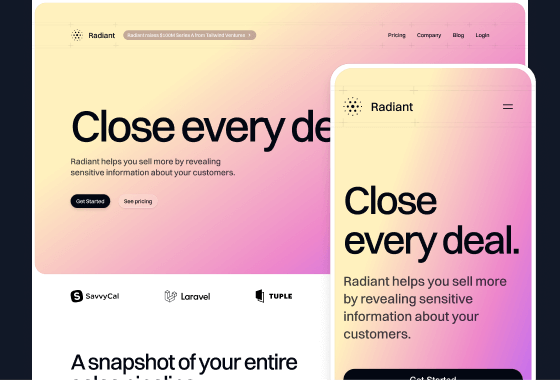 Radiant
Radiant raises $100M Series A from Tailwind Ventures
Pricing
Company
Blog
Login
Close every de
Radiant helps you sell more by revealing
sensitive information about your customers.
Get Started
See pricing
SavvyCal
Laravel
TUPLE
A snapshot of your entire
sales pipeline
Radiant
Close
every deal.
Radiant helps you sell more
by revealing sensitive
information about your
customers.
Get Started